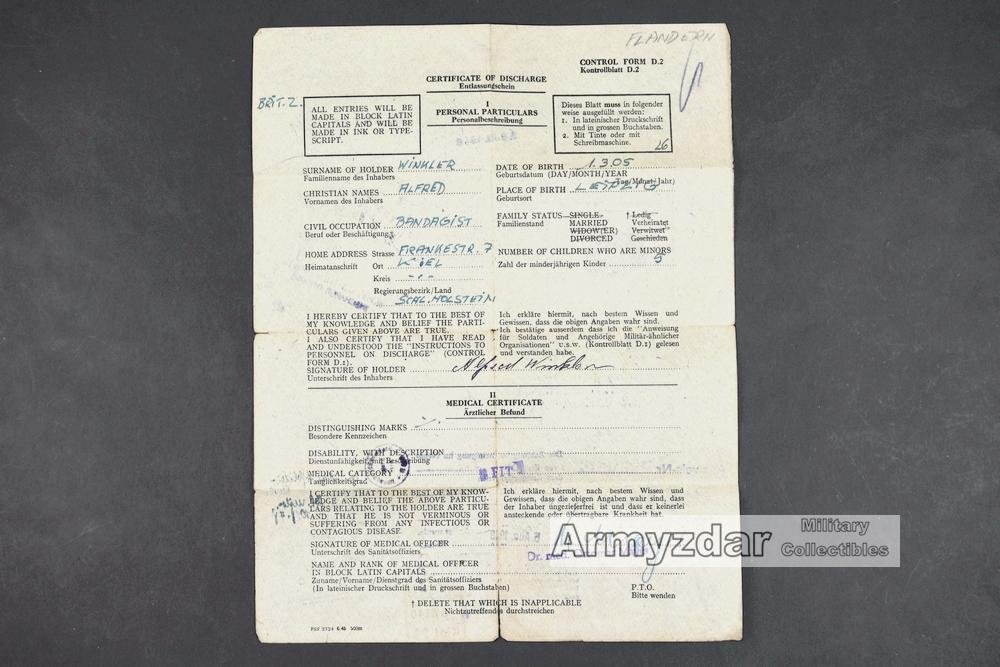 FLANDERN
CONTROL FORM D.2
Kontrollblatt D.2
CERTIFICATE OF DISCHARGE
Entlassungschein
BRIT. Z.
ALL ENTRIES WILL BE
MADE IN BLOCK LATIN
CAPITALS AND WILL BE
MADE IN INK OR TYPE-
SCRIPT.
I
PERSONAL PARTICULARS
Personalbeschreibung
Dieses Blatt muss in folgender
weise ausgefüllt werden:
1. In lateinischer Druckschrift
und in grossen Buchstaben.
2. Mit Tinte oder mit
Schreibmaschine.
26
SURNAME OF HOLDER WINKLER
Familienname des Inhabers
CHRISTIAN NAMES ALFRED
Vornamen des Inhabers
CIVIL OCCUPATION BANDAGIST
Beruf oder Beschäftigung
HOME ADDRESS Strasse FRANKESTR. 7
Heimatanschrift Ort KIEL
Kreis -"-
Regierungsbezirk/Land
SCHL. HOLSTEIN
DATE OF BIRTH 1.3.05
Geburtsdatum (DAY/MONTH/YEAR
Tag/Monat/Jahr)
PLACE OF BIRTH LEIPZIG
Geburtsort
FAMILY STATUS— SINGLE † Ledig
Familienstand MARRIED Verheiratet
WIDOW(ER) Verwitwet
DIVORCED Geschieden
NUMBER OF CHILDREN WHO ARE MINORS
Zahl der minderjährigen Kinder 5
I HEREBY CERTIFY THAT TO THE BEST OF
MY KNOWLEDGE AND BELIEF THE PARTI-
CULARS GIVEN ABOVE ARE TRUE.
I ALSO CERTIFY THAT I HAVE READ
AND UNDERSTOOD THE "INSTRUCTIONS TO
PERSONNEL ON DISCHARGE" (CONTROL
FORM D.1).
SIGNATURE OF HOLDER Alfred Winkler
Unterschrift des Inhabers
Ich erkläre hiermit, nach bestem Wissen und
Gewissen, dass die obigen Angaben wahr sind.
Ich bestätige ausserdem dass ich die "Anweisung
für Soldaten und Angehörige Militär-ähnlicher
Organisationen" u.s.w. (Kontrollblatt D.1) gelesen
und verstanden habe.
II
MEDICAL CERTIFICATE
Ärztlicher Befund
DISTINGUISHING MARKS
Besondere Kennzeichen
DISABILITY, WITH DESCRIPTION
Dienstunfähigkeit mit Beschreibung
MEDICAL CATEGORY FIT
Tauglichkeitsgrad
I CERTIFY THAT TO THE BEST OF MY KNOW-
LEDGE AND BELIEF THE ABOVE PARTICU-
LARS RELATING TO THE HOLDER ARE TRUE
AND THAT HE IS NOT VERMINOUS OR
SUFFERING FROM ANY INFECTIOUS OR
CONTAGIOUS DISEASE.
Ich erkläre hiermit, nach bestem Wissen und
Gewissen, dass die obigen Angaben wahr sind, dass
der Inhaber ungezieferfrei ist und dass er keinerlei
ansteckende oder übertragbare Krankheit hat.
SIGNATURE OF MEDICAL OFFICER
Unterschrift des Sanitätsoffiziers
Dr. med.
NAME AND RANK OF MEDICAL OFFICER
IN BLOCK LATIN CAPITALS
Zuname/Vorname/Dienstgrad des Sanitätsoffiziers
(In lateinischer Druckschrift und in grossen Buchstaben)
P.T.O.
Bitte wenden
† DELETE THAT WHICH IS INAPPLICABLE
Nichtzutreffendes durchstreichen
Armyzdar Military
Collectibles